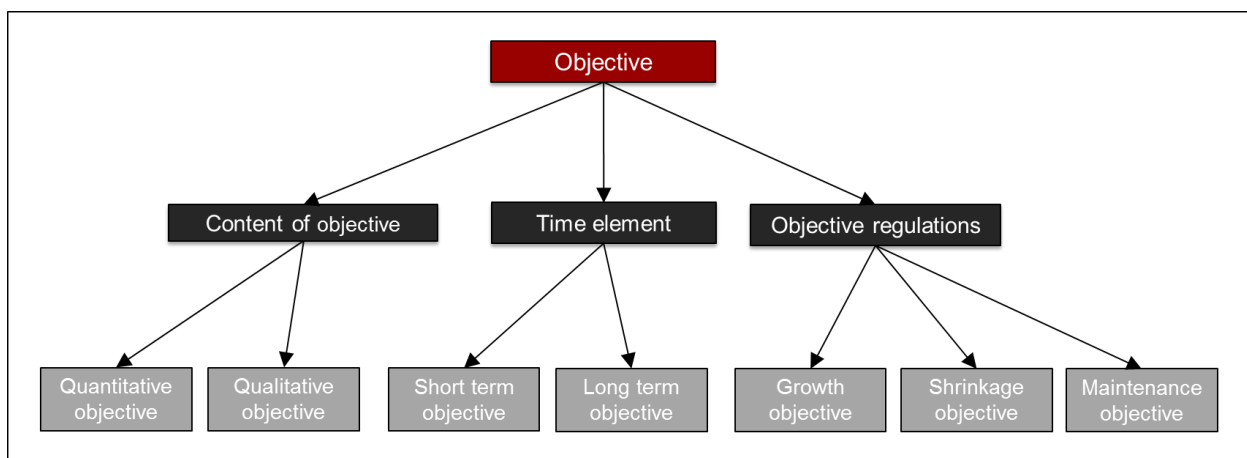 Objective
Content of objective
Time element
Objective regulations
Quantitative
objective
Qualitative
objective
Short term
objective
Long term
objective
Growth
objective
Shrinkage
objective
Maintenance
objective